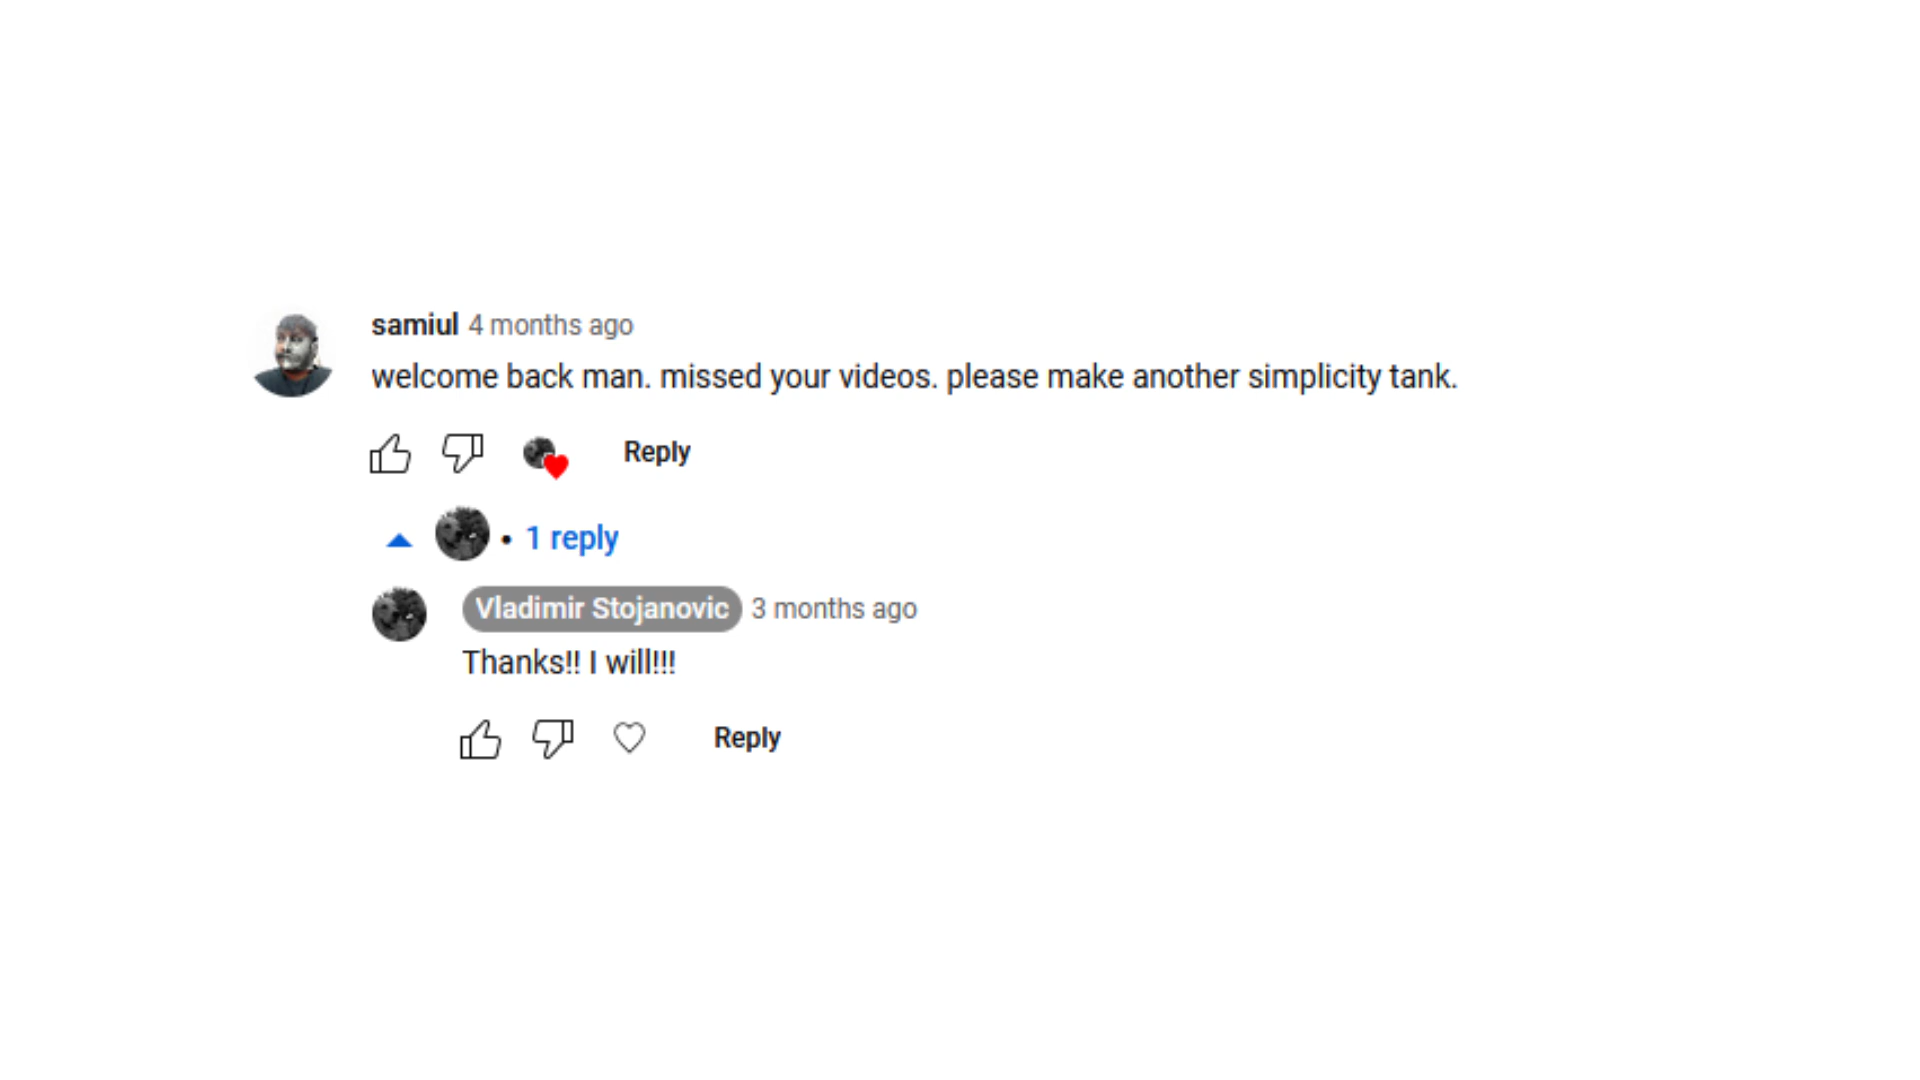 samiul 4 months ago
welcome back man. missed your videos. please make another simplicity tank.
Reply
• 1 reply
Vladimir Stojanovic 3 months ago
Thanks!! I will!!!
Reply